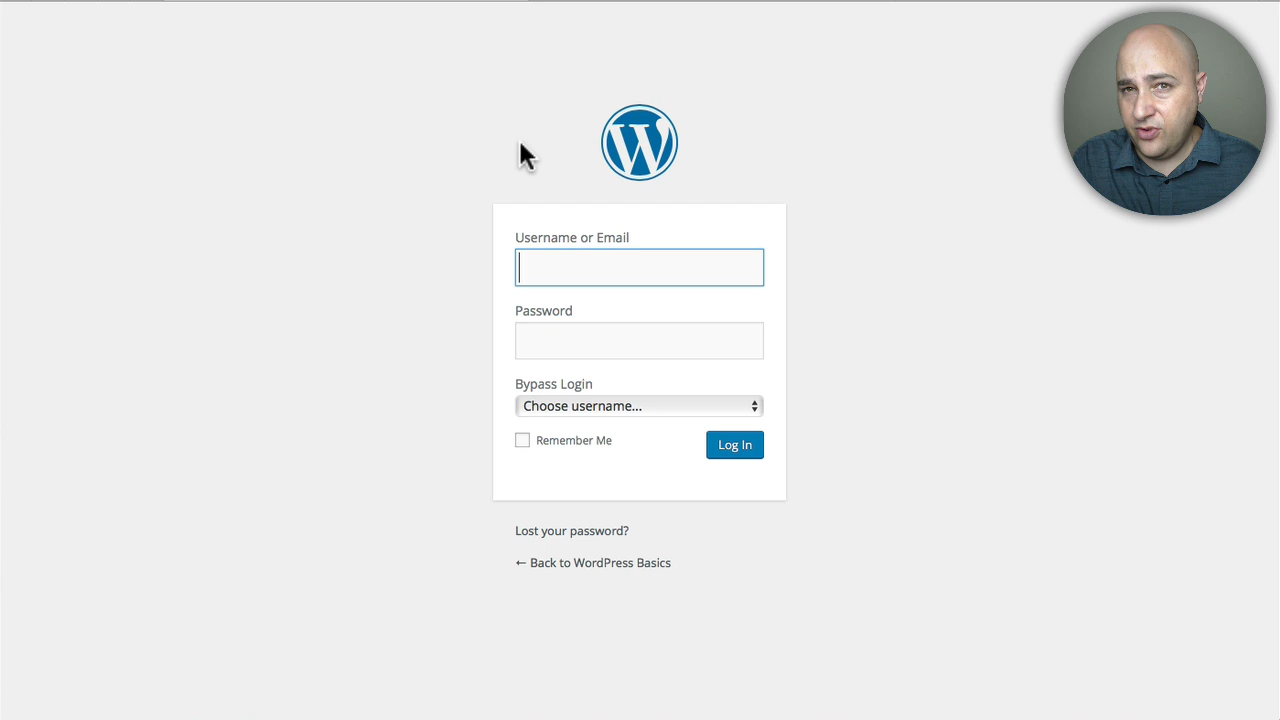 Username or Email
Password
Bypass Login
Choose username...
Remember Me
Log In
Lost your password?
← Back to WordPress Basics